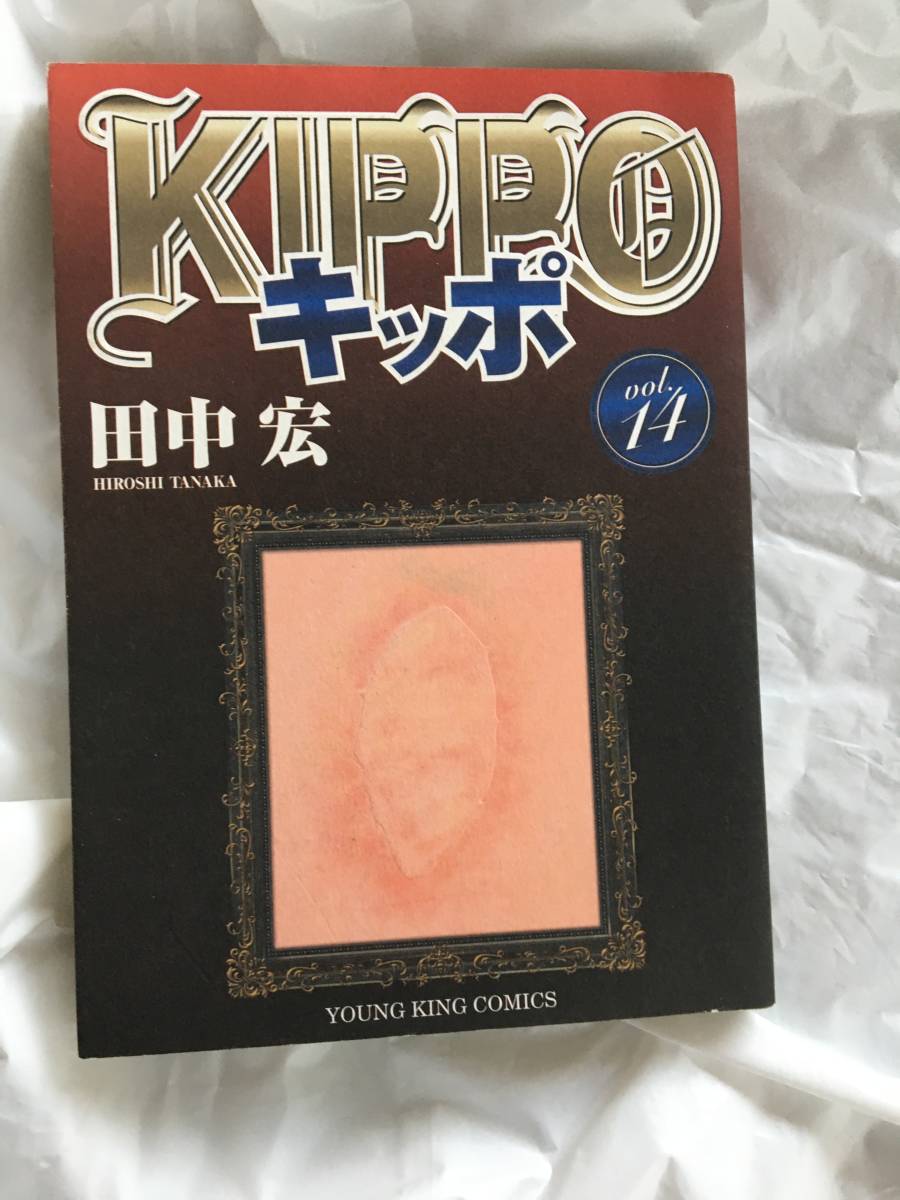 KIPPO
キッポ
vol.
14
田中 宏
HIROSHI TANAKA
YOUNG KING COMICS